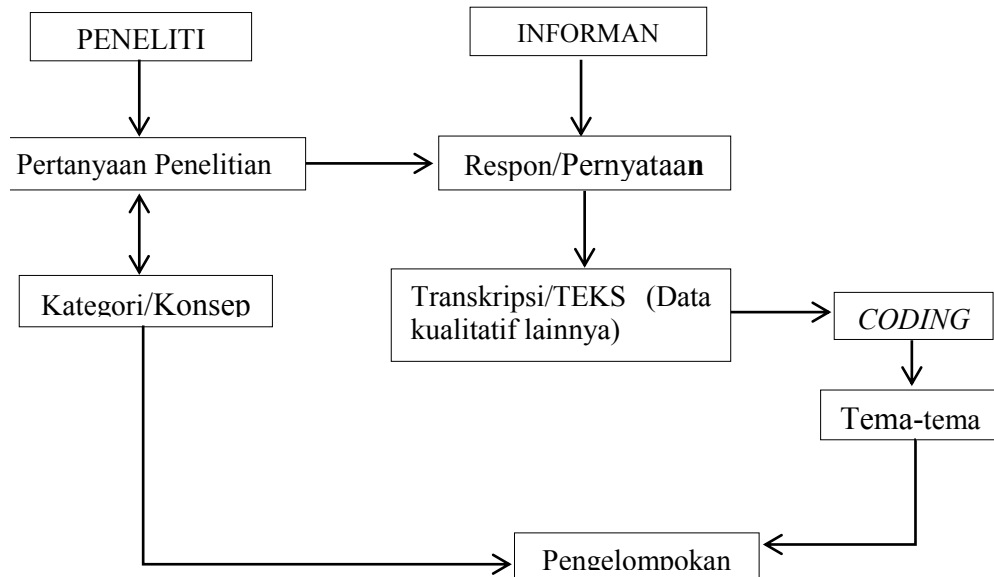 PENELITI
INFORMAN
Pertanyaan Penelitian
Respon/Pernyataan
Kategori/Konsep
Transkripsi/TEKS (Data
kualitatif lainnya)
CODING
Tema-tema
Pengelompokan